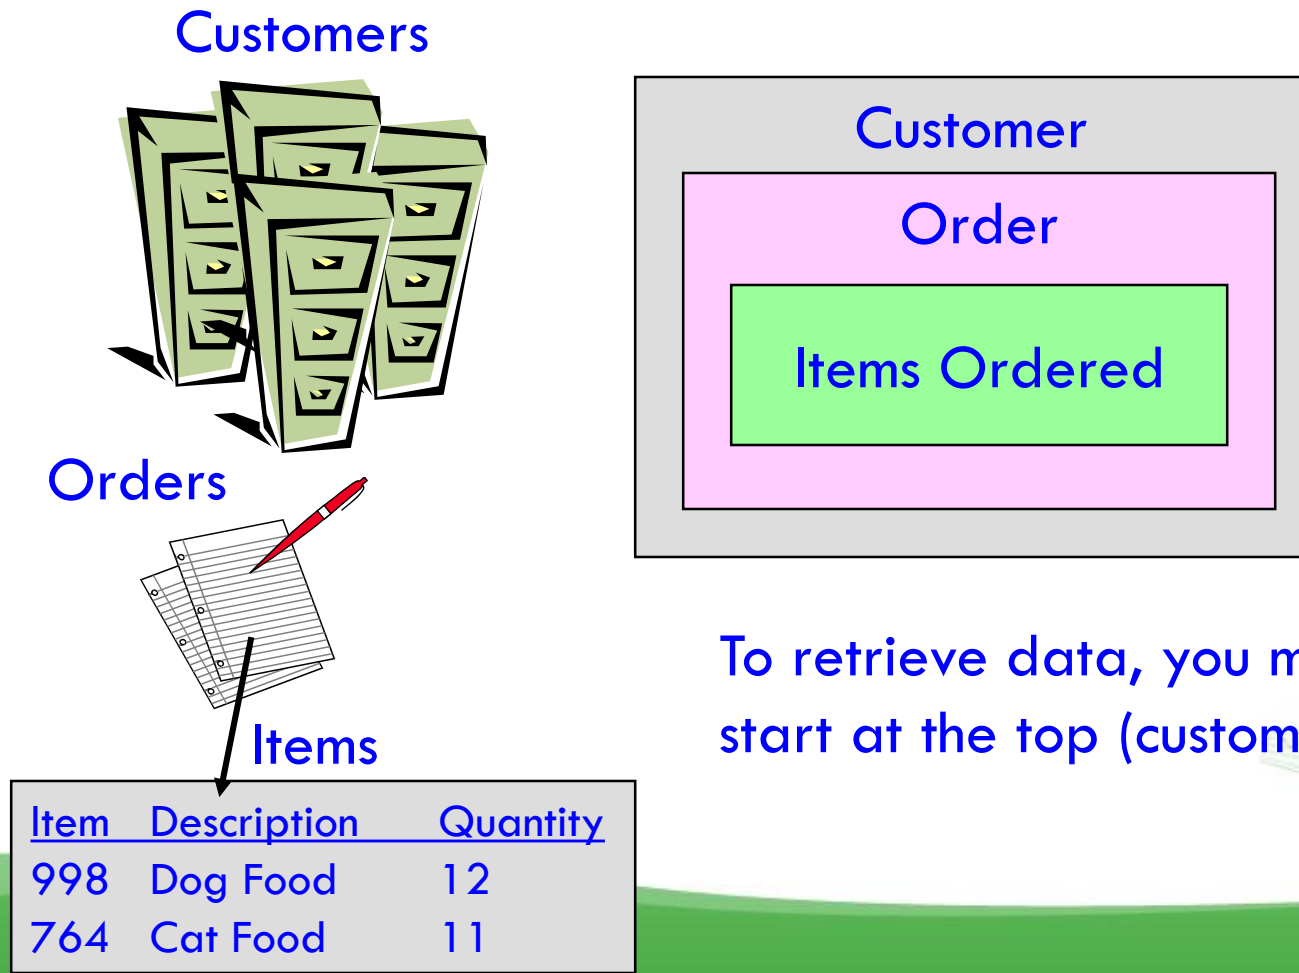 Customers
Customer
Order
Items Ordered
Orders
Items
To retrieve data, you
start at the top
Item Description Quantity
998 Dog Food 12
764 Cat Food 11